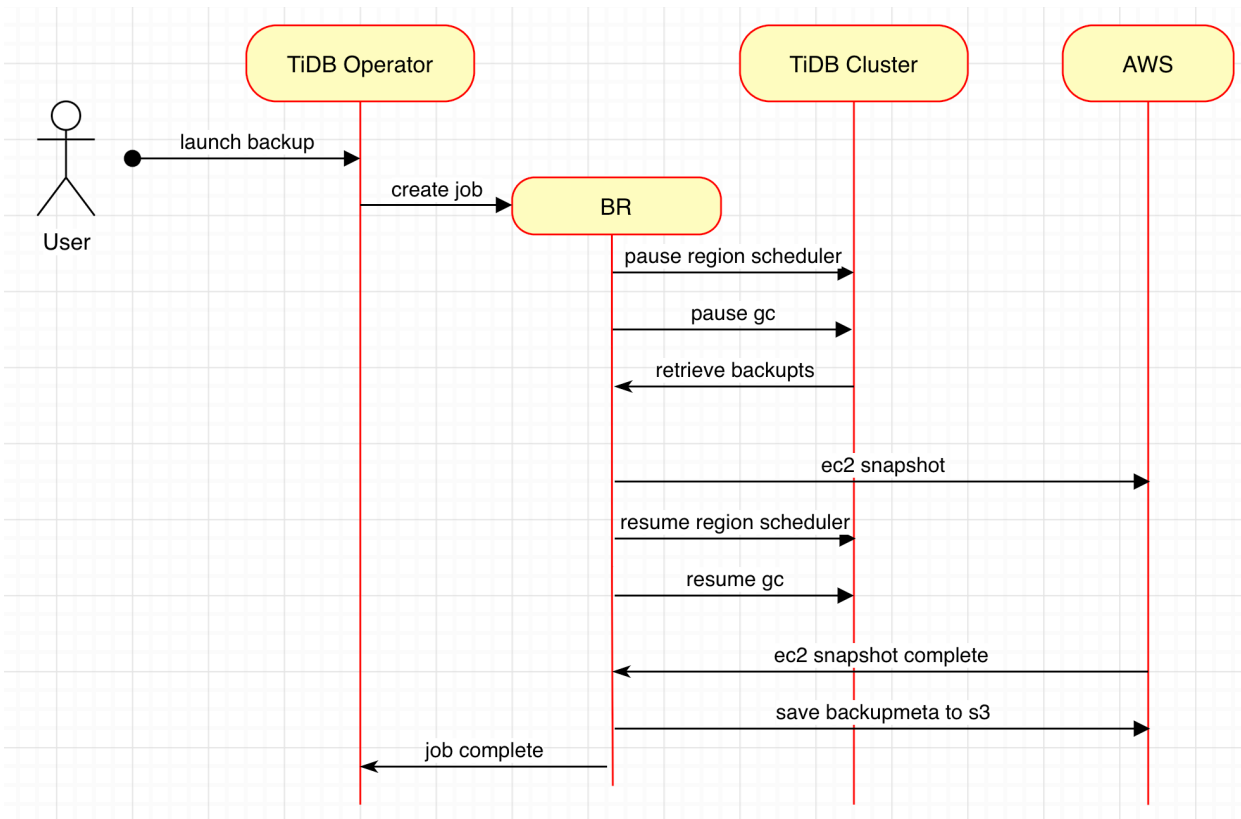 TiDB Operator
TiDB Cluster
AWS
launch backup
create job
BR
User
pause region scheduler
pause gc
retrieve backupts
ec2 snapshot
resume region scheduler
resume gc
ec2 snapshot complete
save backupmeta to s3
job complete